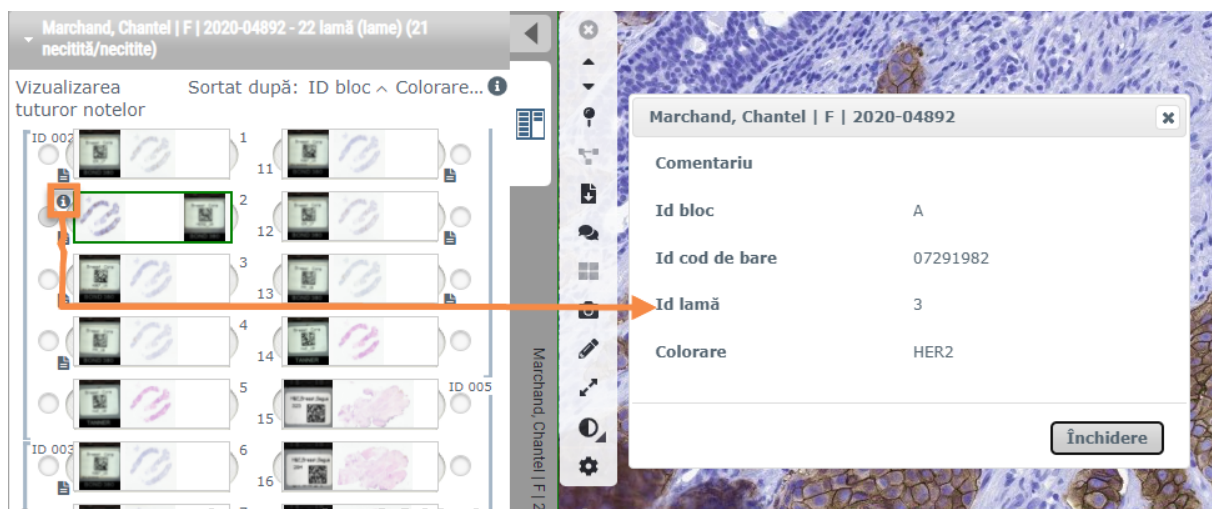 Marchand, Chantel | F | 2020-04892 - 22 lamă (lame) (21
necitită/necitite)
Vizualizarea
tuturor notelor
Sortat după: ID bloc ^ Colorare...
ID 002
1
11
2
12
3
13
4
14
5
15
ID 005
ID 003
6
16
Marchand, Chantel | F | 2
Marchand, Chantel | F | 2020-04892
Comentariu
Id bloc A
Id cod de bare 07291982
Id lamă 3
Colorare HER2
Închidere